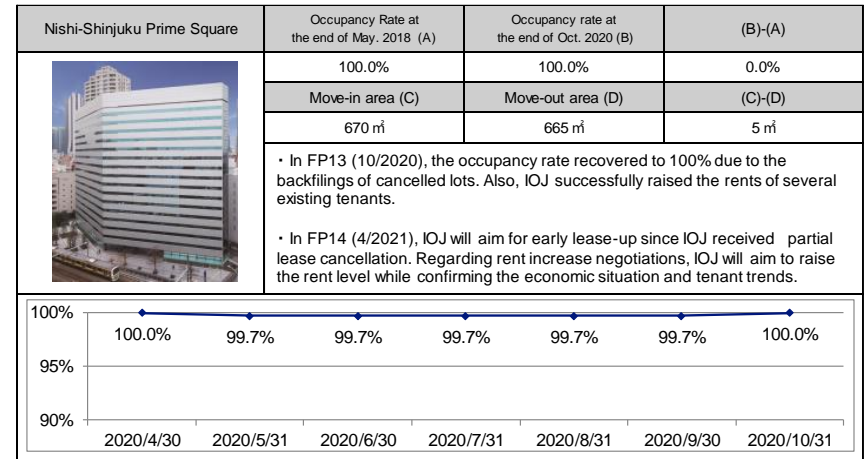 Nishi-Shinjuku Prime Square
Occupancy Rate at
the end of May. 2018 (A)
Occupancy rate at
the end of Oct. 2020 (B)
(B)-(A)
100.0%
100.0%
0.0%
Move-in area (C)
Move-out area (D)
(C)-(D)
670㎡
665㎡
5㎡
・In FP13 (10/2020), the occupancy rate recovered to 100% due to the
backfilings of cancelled lots. Also, IOJ successfully raised the rents of several
existing tenants.
・In FP14 (4/2021), IOJ will aim for early lease-up since IOJ received partial
lease cancellation. Regarding rent increase negotiations, IOJ will aim to raise
the rent level while confirming the economic situation and tenant trends.
100%
95%
90%
100.0%
99.7%
99.7%
99.7%
99.7%
99.7%
100.0%
2020/4/30
2020/5/31
2020/6/30
2020/7/31
2020/8/31
2020/9/30
2020/10/31